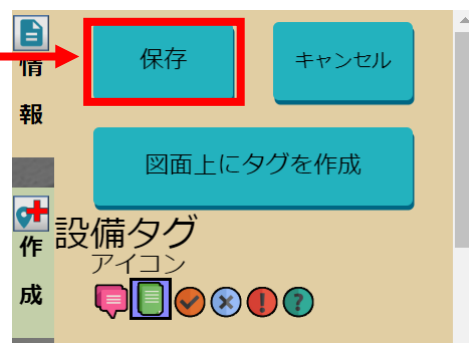 情報
保存
キャンセル
図面上にタグを作成
作成
設備タグ
アイコン